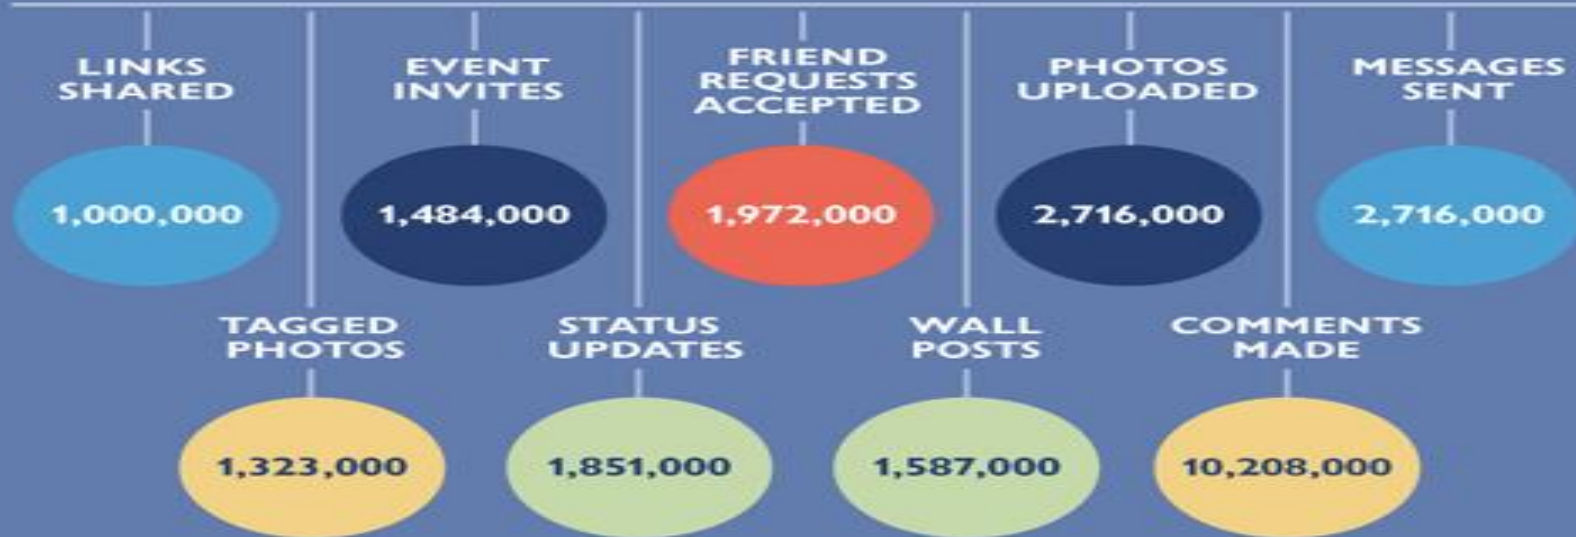 LINKS
SHARED
1,000,000
EVENT
INVITES
1,484,000
FRIEND
REQUESTS
ACCEPTED
1,972,000
PHOTOS
UPLOADED
2,716,000
MESSAGES
SENT
2,716,000
TAGGED
PHOTOS
1,323,000
STATUS
UPDATES
1,851,000
WALL
POSTS
1,587,000
COMMENTS
MADE
10,208,000